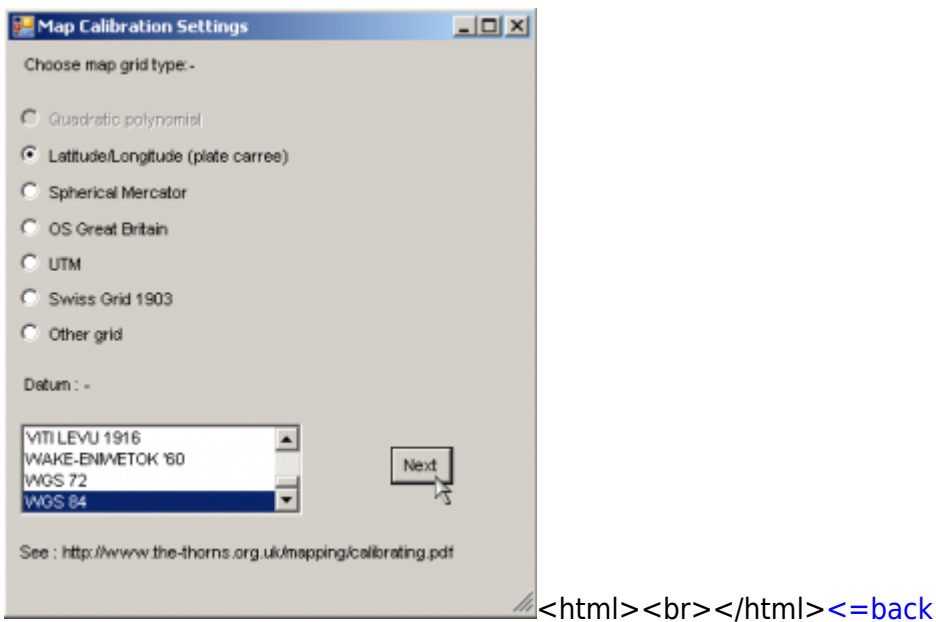 Map Calibration Settings
Choose map grid type:-
Quadratic polynomial
Latitude/Longitude (plate carree)
Spherical Mercator
OS Great Britain
UTM
Swiss Grid 1903
Other grid
Datum : -
VITI LEVU 1916
WAKE-ENIWETOK '60
WGS 72
WGS 84
Next
See : http://www.the-thorns.org.uk/mapping/calibrating.pdf
<html><br></html><=back